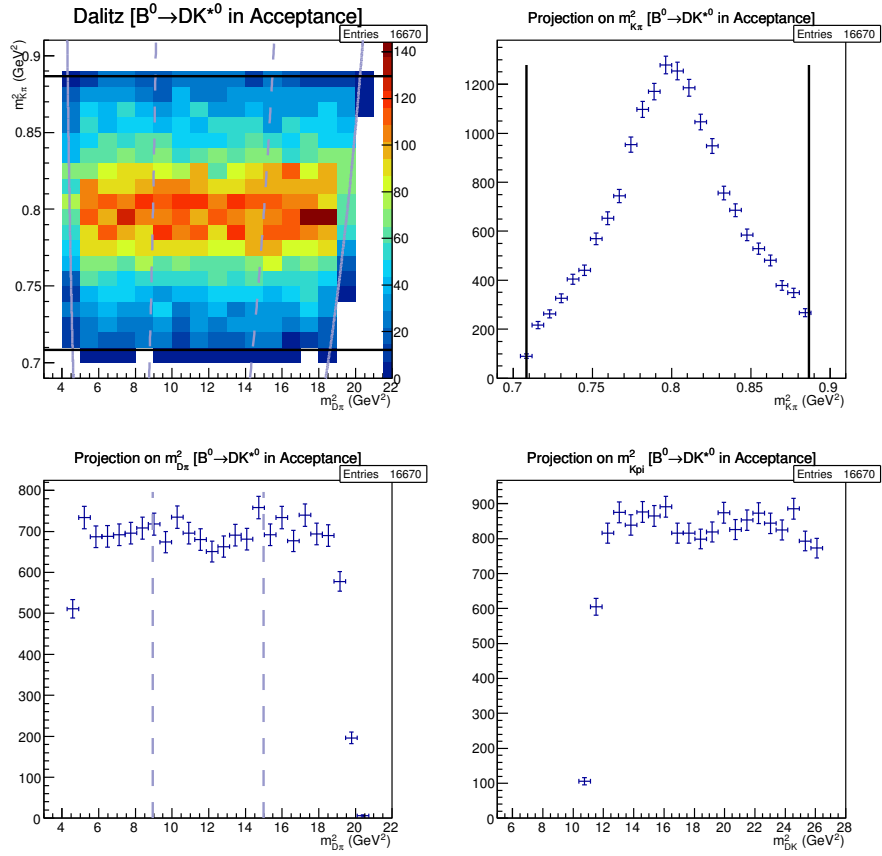 Dalitz [B⁰→DK*⁰ in Acceptance]
Entries 16670
m²Kπ (GeV²)
0.9
0.85
0.8
0.75
0.7
140
120
100
80
60
40
20
0
4 6 8 10 12 14 16 18 20 22
m²Dπ (GeV²)
Projection on m²Kπ [B⁰→DK*⁰ in Acceptance]
Entries 16670
1200
1000
800
600
400
200
0
0.7 0.75 0.8 0.85 0.9
m²Kπ (GeV²)
Projection on m²Dπ [B⁰→DK*⁰ in Acceptance]
Entries 16670
800
700
600
500
400
300
200
100
0
4 6 8 10 12 14 16 18 20 22
m²Dπ (GeV²)
Projection on m²Kpi [B⁰→DK*⁰ in Acceptance]
Entries 16670
900
800
700
600
500
400
300
200
100
0
6 8 10 12 14 16 18 20 22 24 26 28
m²DK (GeV²)